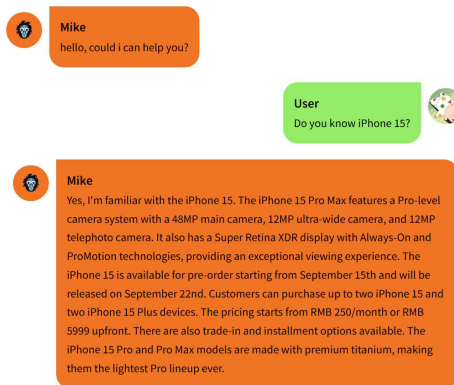 Mike
hello, could i can help you?
User
Do you know iPhone 15?
Mike
Yes, I'm familiar with the iPhone 15. The iPhone 15 Pro Max features a Pro-level
camera system with a 48MP main camera, 12MP ultra-wide camera, and 12MP
telephoto camera. It also has a Super Retina XDR display with Always-On and
ProMotion technologies, providing an exceptional viewing experience. The
iPhone 15 is available for pre-order starting from September 15th and will be
released on September 22nd. Customers can purchase up to two iPhone 15 and
two iPhone 15 Plus devices. The pricing starts from RMB 250/month or RMB
5999 upfront. There are also trade-in and installment options available. The
iPhone 15 Pro and Pro Max models are made with premium titanium, making
them the lightest Pro lineup ever.